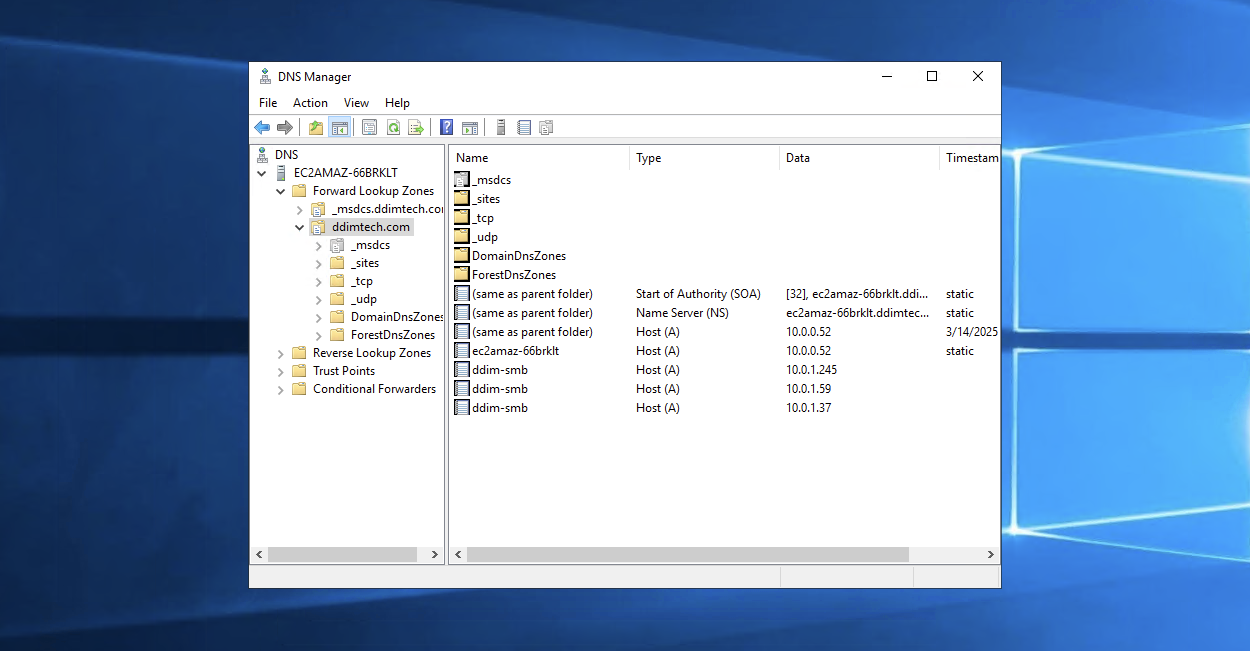 DNS Manager
File Action View Help
DNS
EC2AMAZ-66BRKLT
Forward Lookup Zones
_msdcs.ddimtech.cor
ddimtech.com
_msdcs
_sites
_tcp
_udp
DomainDnsZones
ForestDnsZones
Reverse Lookup Zones
Trust Points
Conditional Forwarders
Name Type Data Timestam
_msdcs
_sites
_tcp
_udp
DomainDnsZones
ForestDnsZones
(same as parent folder) Start of Authority (SOA) [32], ec2amaz-66brklt.ddi... static
(same as parent folder) Name Server (NS) ec2amaz-66brklt.ddimtec... static
(same as parent folder) Host (A) 10.0.0.52 3/14/2025
ec2amaz-66brklt Host (A) 10.0.0.52 static
ddim-smb Host (A) 10.0.1.245
ddim-smb Host (A) 10.0.1.59
ddim-smb Host (A) 10.0.1.37